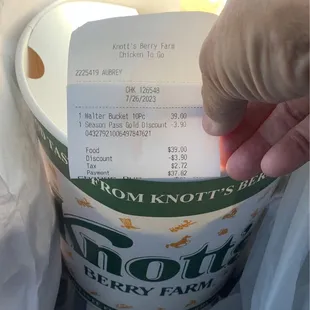 Knott's Berry Farm
Chicken To Go
2225419 AUBREY
CHK 126548
7/26/2023
1 Walter Bucket 10Pc 39.00
1 Season Pass Gold Discount -3.90
04327921006497847621
Food $39.00
Discount -$3.90
Tax $2.72
Payment $37.82
FROM KNOTT'S BER
Knott's
BERRY FARM